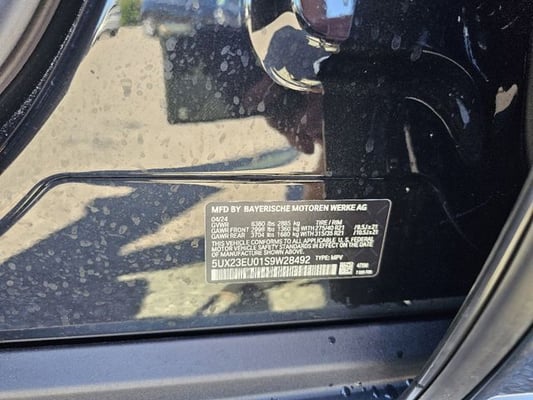 MFD BY BAYERISCHE MOTOREN WERKE AG
04/24
GVWR 6360 lbs 2885 kg TIRE / RIM
GAWR FRONT 2998 lbs 1360 kg WITH 275/40 R21 / 9.5J x 21
GAWR REAR 3704 lbs 1680 kg WITH 315/35 R21 / 10.5J x 21
THIS VEHICLE CONFORMS TO ALL APPLICABLE FEDERAL MOTOR
VEHICLE SAFETY STANDARDS IN EFFECT ON THE
DATE OF MANUFACTURE SHOWN ABOVE.
5UX23EU01S9W28492 TYPE: MPV